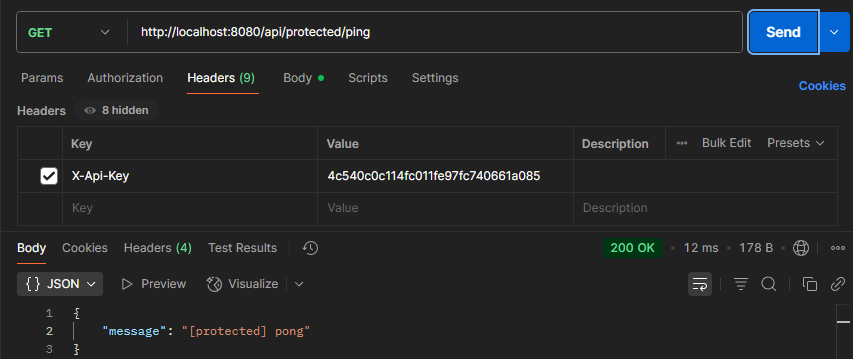 GET http://localhost:8080/api/protected/ping Send
Params Authorization Headers (9) Body Scripts Settings Cookies
Headers 8 hidden
Key Value Description Bulk Edit Presets
X-Api-Key 4c540c0c114fc011fe97fc740661a085
Key Value Description
Body Cookies Headers (4) Test Results 200 OK 12 ms 178 B
{} JSON Preview Visualize
1 {
2 "message": "[protected] pong"
3 }